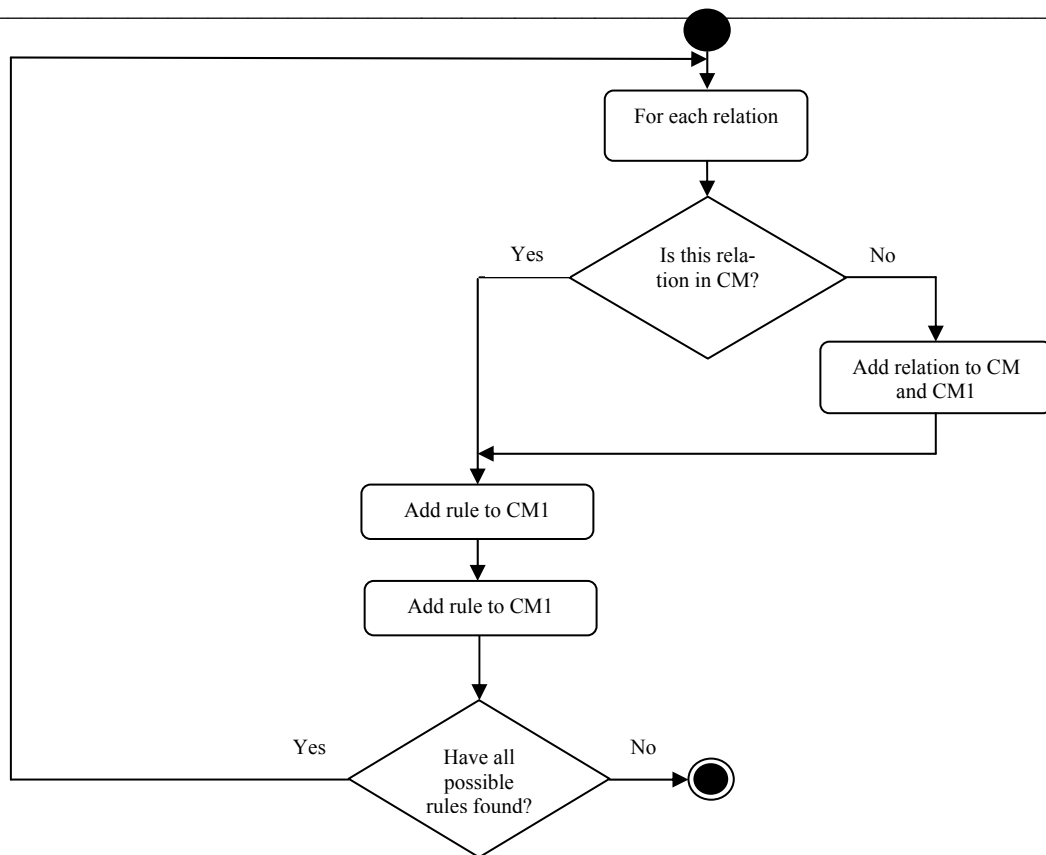 For each relation
Yes
Is this rela-
tion in CM?
No
Add relation to CM
and CM1
Add rule to CM1
Add rule to CM1
Yes
Have all
possible
rules found?
No